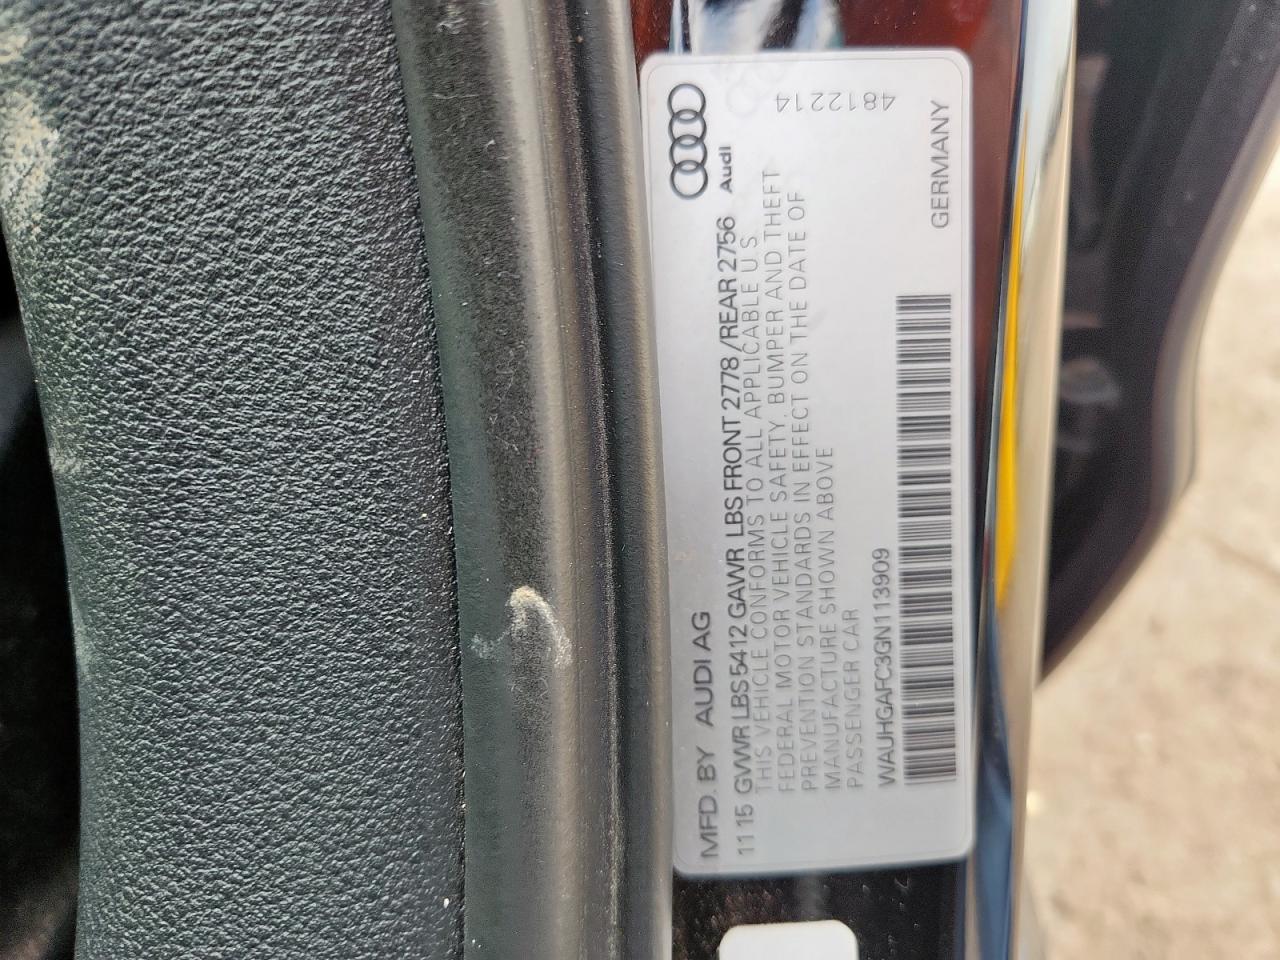 MFD. BY AUDI AG
Audi
11 15 GVWR LBS 5412 GAWR LBS FRONT 2778 / REAR 2756
THIS VEHICLE CONFORMS TO ALL APPLICABLE U.S.
FEDERAL MOTOR VEHICLE SAFETY, BUMPER AND THEFT
PREVENTION STANDARDS IN EFFECT ON THE DATE OF
MANUFACTURE SHOWN ABOVE
PASSENGER CAR
4812214
WAUHGAFC3GN113909
GERMANY